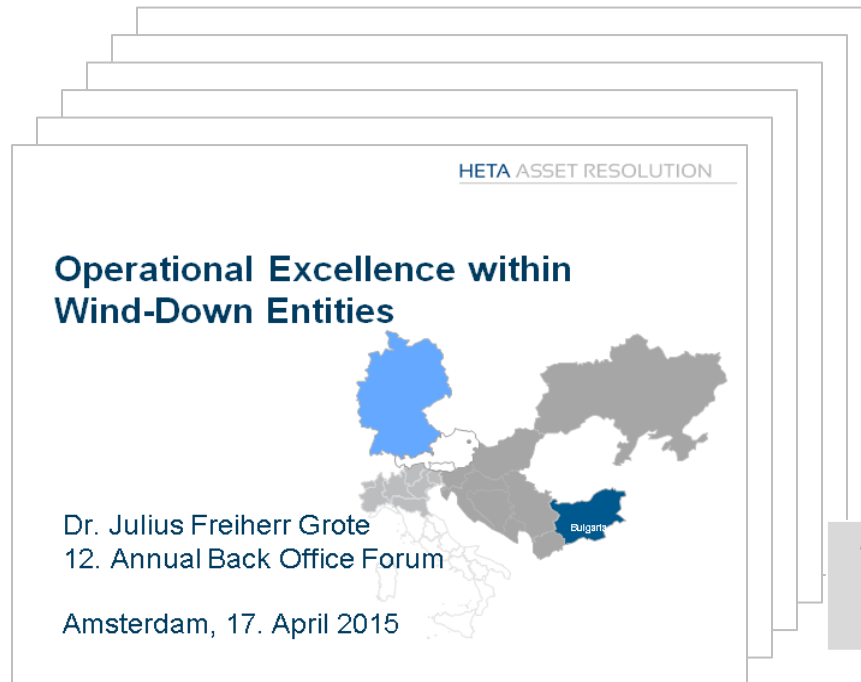 HETA ASSET RESOLUTION
Operational Excellence within
Wind-Down Entities
Bulgaria
Dr. Julius Freiherr Grote
12. Annual Back Office Forum
Amsterdam, 17. April 2015